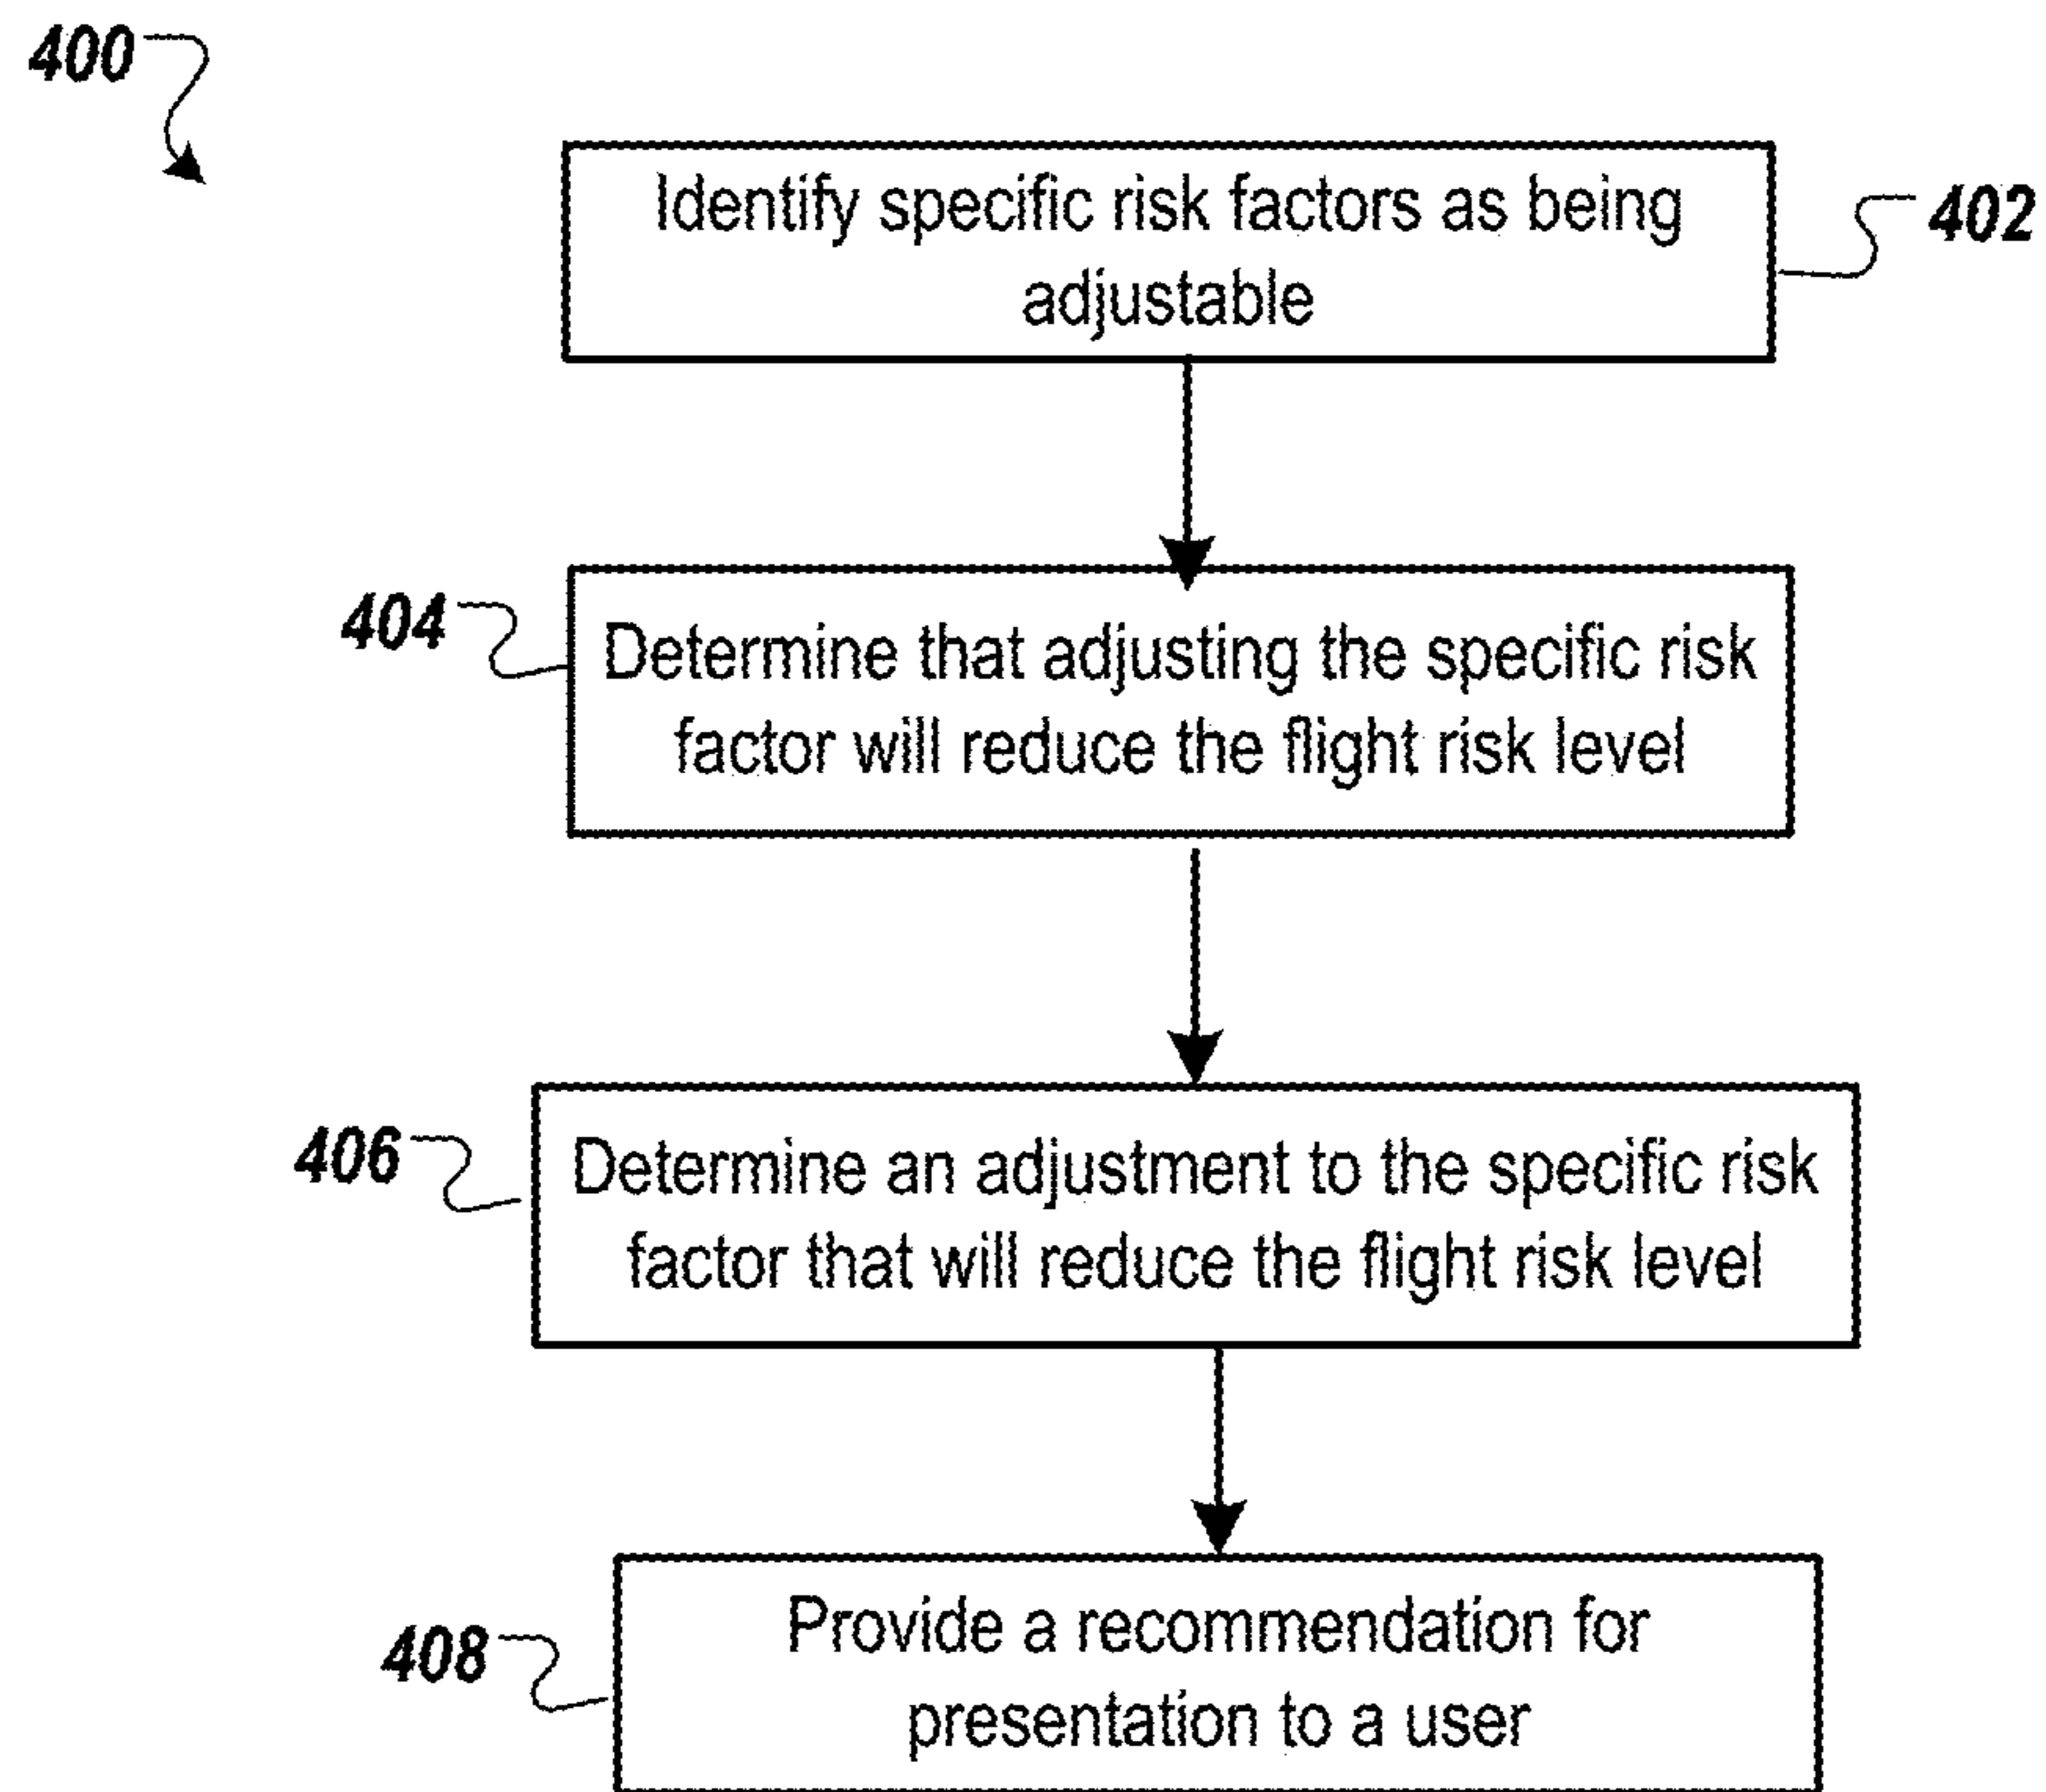 400
Identify specific risk factors as being
adjustable
402
404
Determine that adjusting the specific risk
factor will reduce the flight risk level
406
Determine an adjustment to the specific risk
factor that will reduce the flight risk level
408
Provide a recommendation for
presentation to a user